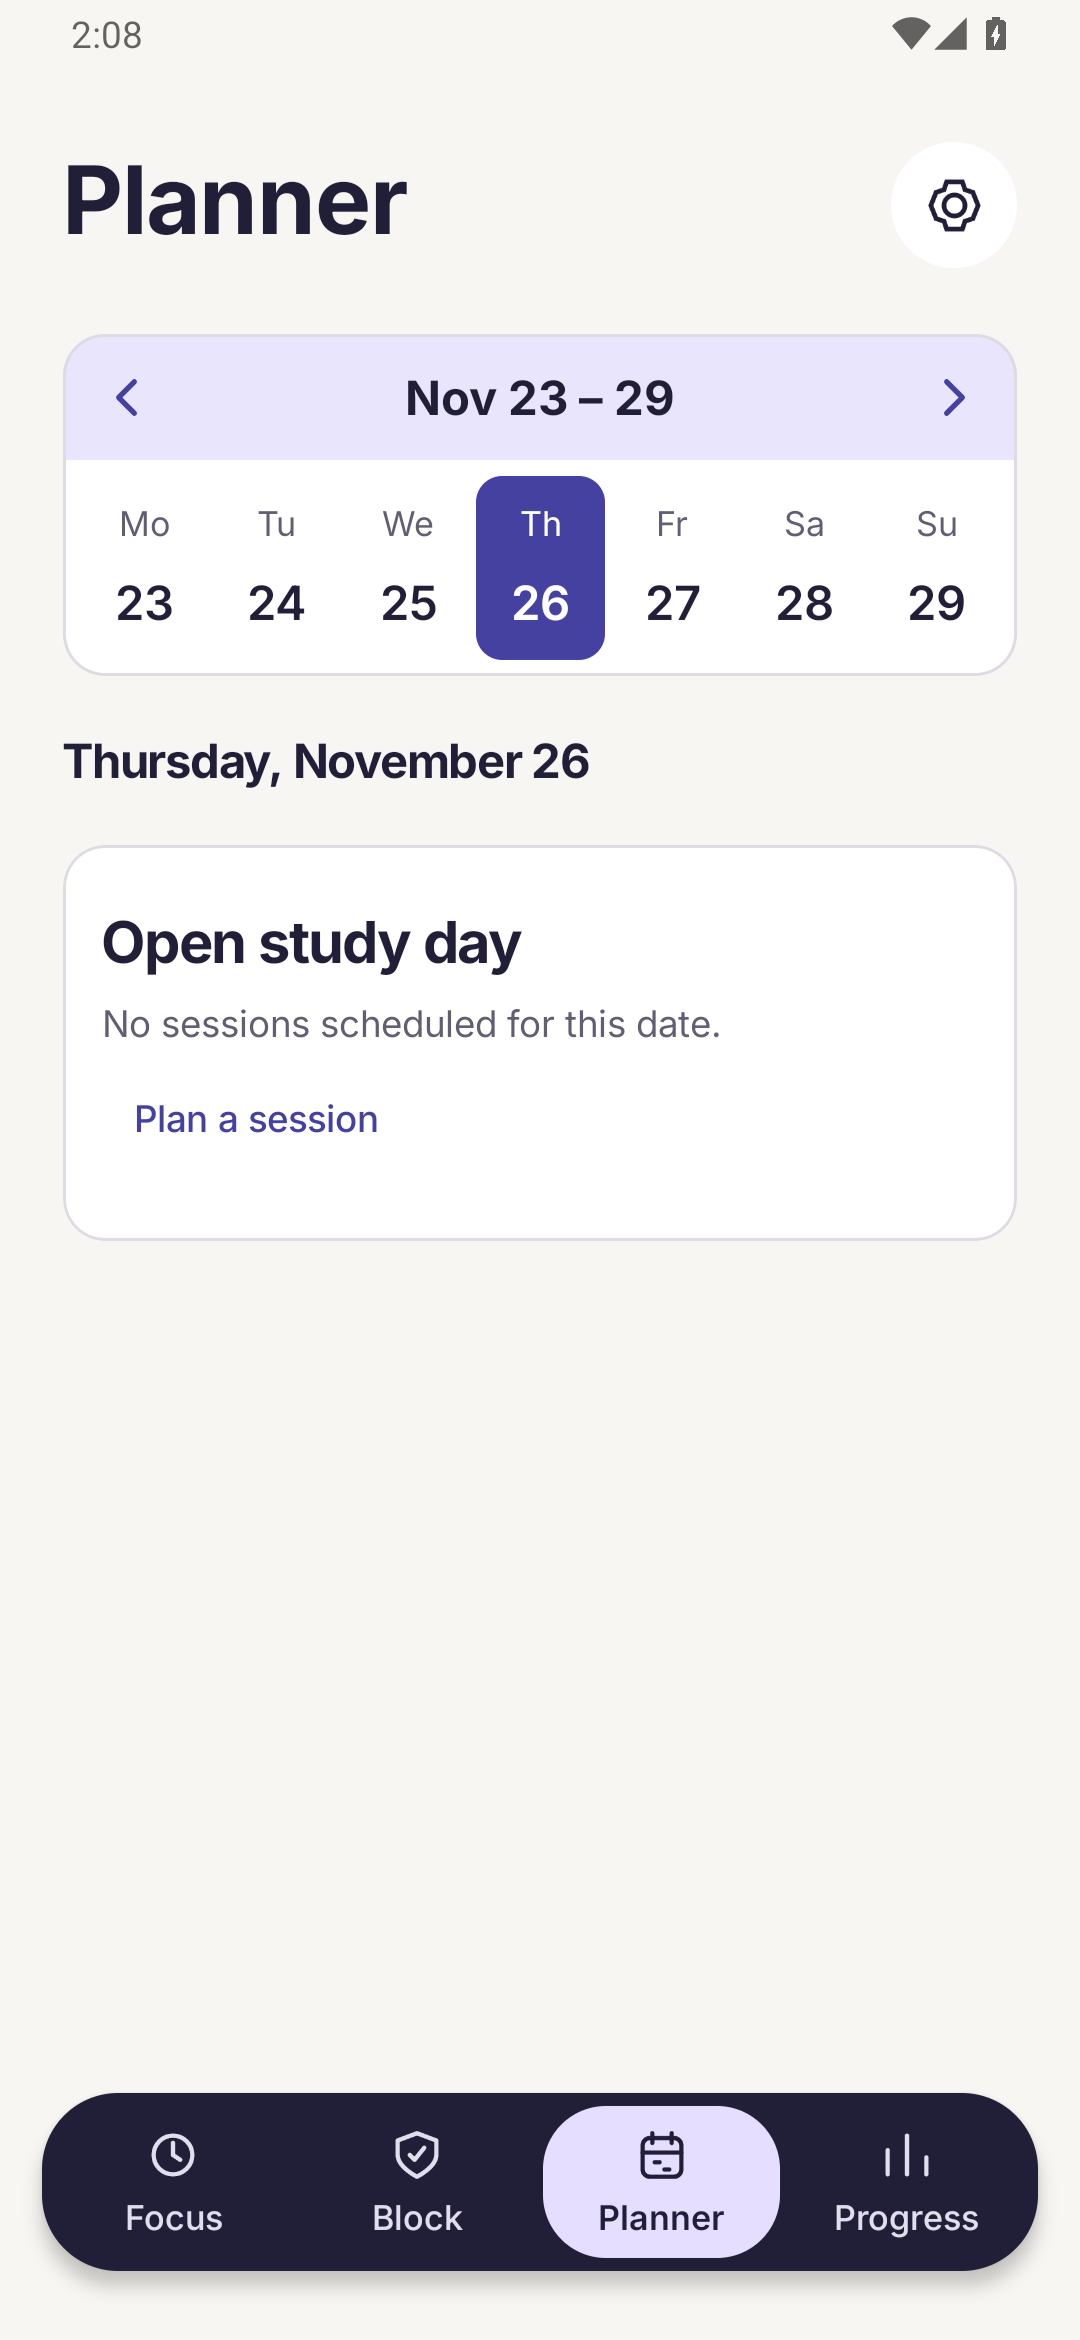 2:08
Planner
Nov 23 – 29
Mo Tu We Th Fr Sa Su
23 24 25 26 27 28 29
Thursday, November 26
Open study day
No sessions scheduled for this date.
Plan a session
Focus Block Planner Progress